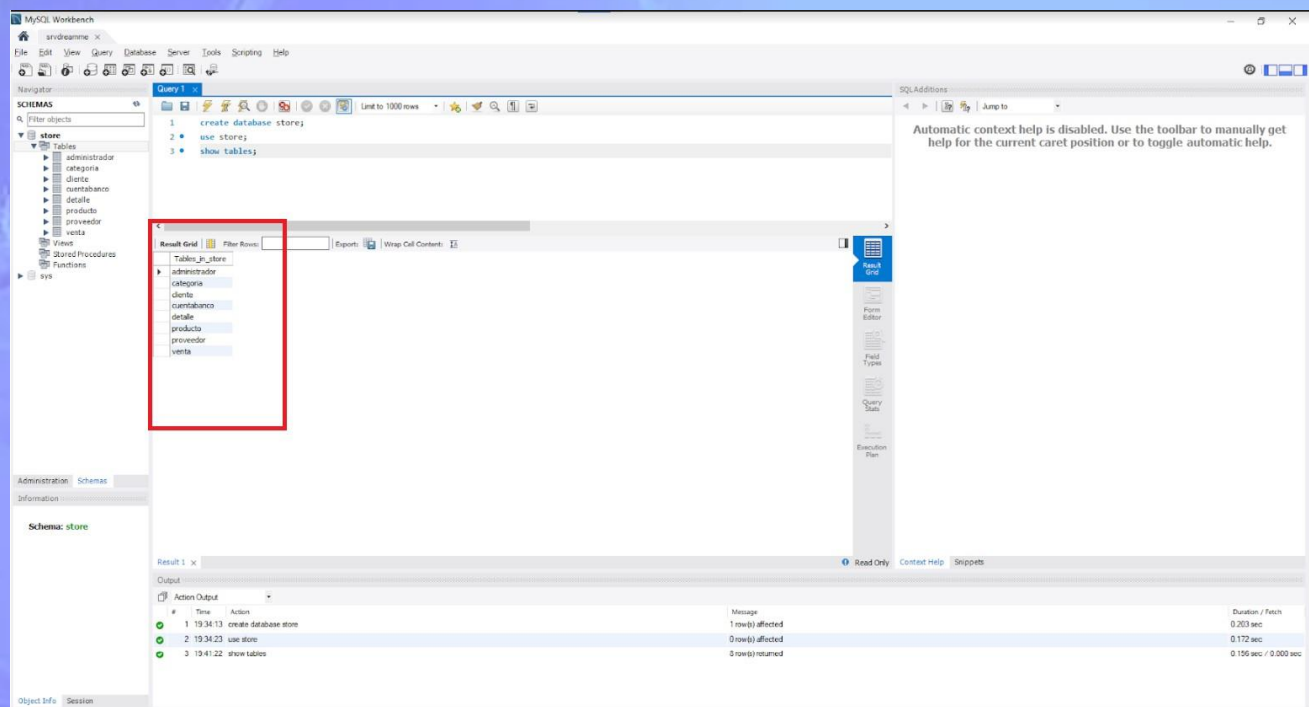 MySQL Workbench
srvdreamme
File Edit View Query Database Server Tools Scripting Help
Navigator
SCHEMAS
Filter objects
store
Tables
administrador
categoria
cliente
cuentabanco
detalle
producto
proveedor
venta
Views
Stored Procedures
Functions
sys
Administration Schemas
Information
Schema: store
Object Info Session
Query 1
Limit to 1000 rows
1 create database store;
2 use store;
3 show tables;
Result Grid Filter Rows: Export: Wrap Cell Content:
Tables_in_store
administrador
categoria
cliente
cuentabanco
detalle
producto
proveedor
venta
Result Grid
Form Editor
Field Types
Query Stats
Execution Plan
Result 1 Read Only
SQLAdditions
Jump to
Automatic context help is disabled. Use the toolbar to manually get
help for the current caret position or to toggle automatic help.
Context Help Snippets
Output
Action Output
# Time Action Message Duration / Fetch
1 19:34:13 create database store 1 row(s) affected 0.203 sec
2 19:34:23 use store 0 row(s) affected 0.172 sec
3 19:41:22 show tables 8 row(s) returned 0.156 sec / 0.000 sec